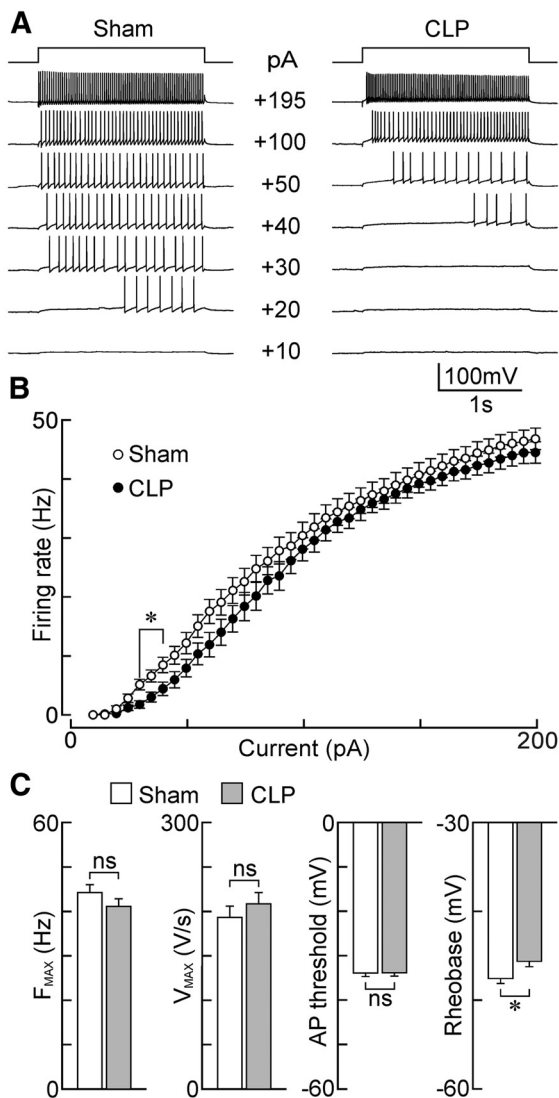 A
Sham
CLP
pA
+195
+100
+50
+40
+30
+20
+10
100mV
1s
B
50
Sham
CLP
Firing rate (Hz)
*
0
0
Current (pA)
200
C
Sham
CLP
60
ns
F MAX (Hz)
0
300
ns
V MAX (V/s)
0
0
AP threshold (mV)
ns
-60
-30
Rheobase (mV)
*
-60